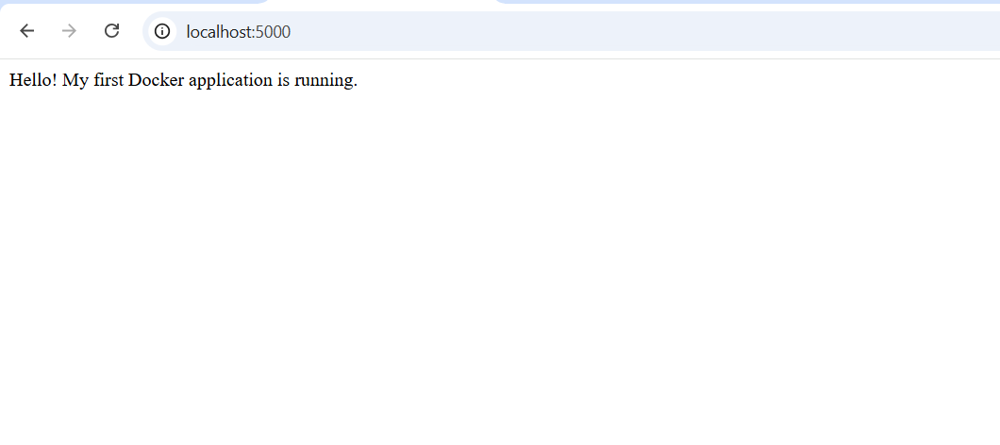 localhost:5000
Hello! My first Docker application is running.